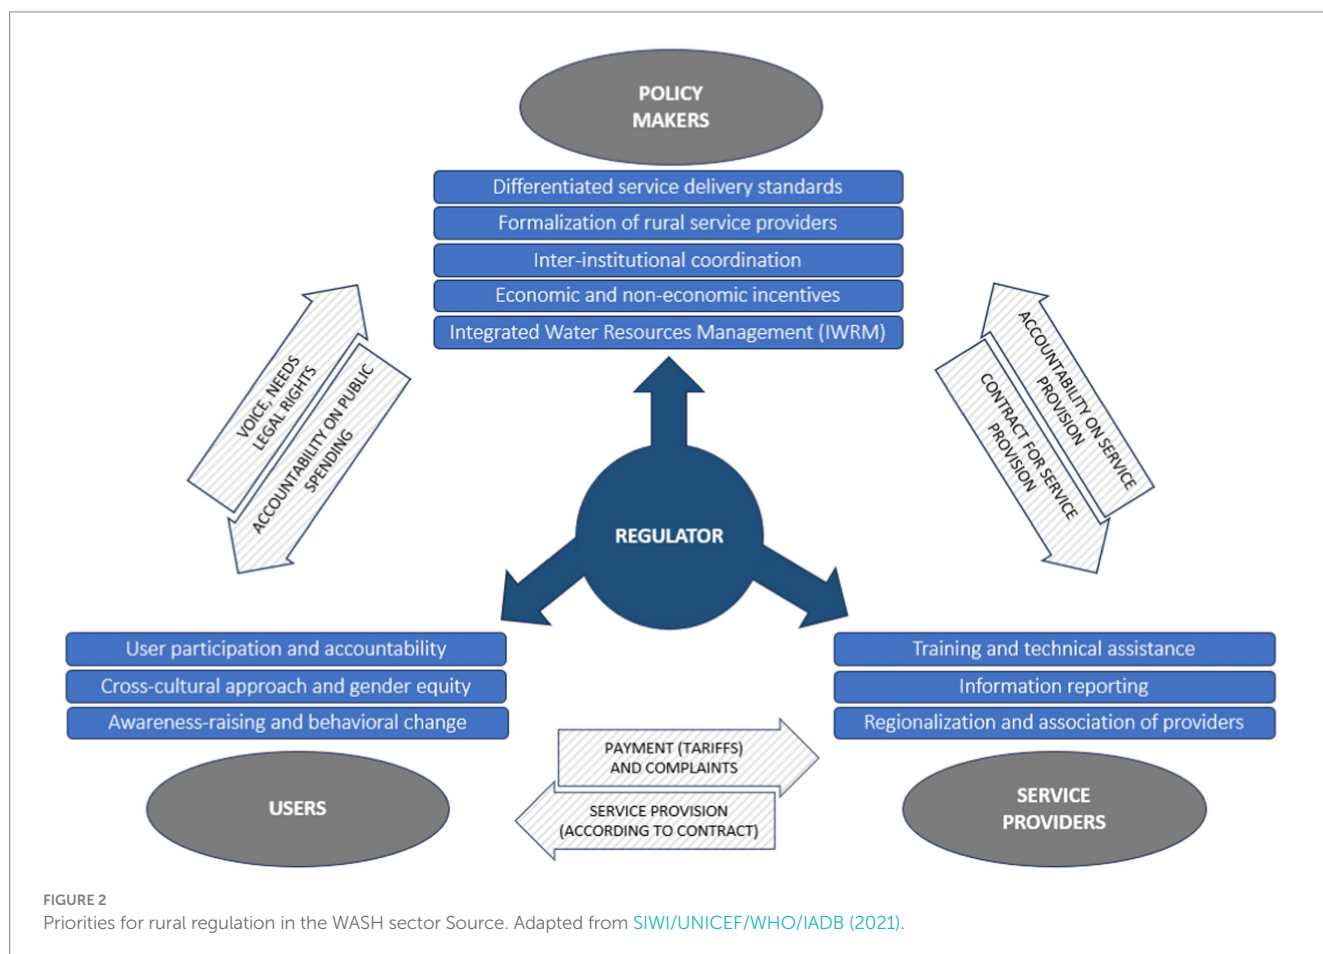 POLICY
MAKERS
Differentiated service delivery standards
Formalization of rural service providers
Inter-institutional coordination
Economic and non-economic incentives
Integrated Water Resources Management (IWRM)
VOICE, NEEDS
LEGAL RIGHTS
ACCOUNTABILITY ON PUBLIC
SPENDING
ACCOUNTABILITY ON SERVICE
PROVISION
CONTRACT FOR SERVICE
PROVISION
REGULATOR
User participation and accountability
Cross-cultural approach and gender equity
Awareness-raising and behavioral change
USERS
Training and technical assistance
Information reporting
Regionalization and association of providers
SERVICE
PROVIDERS
PAYMENT (TARIFFS)
AND COMPLAINTS
SERVICE PROVISION
(ACCORDING TO CONTRACT)
FIGURE 2
Priorities for rural regulation in the WASH sector Source. Adapted from SIWI/UNICEF/WHO/IADB (2021).